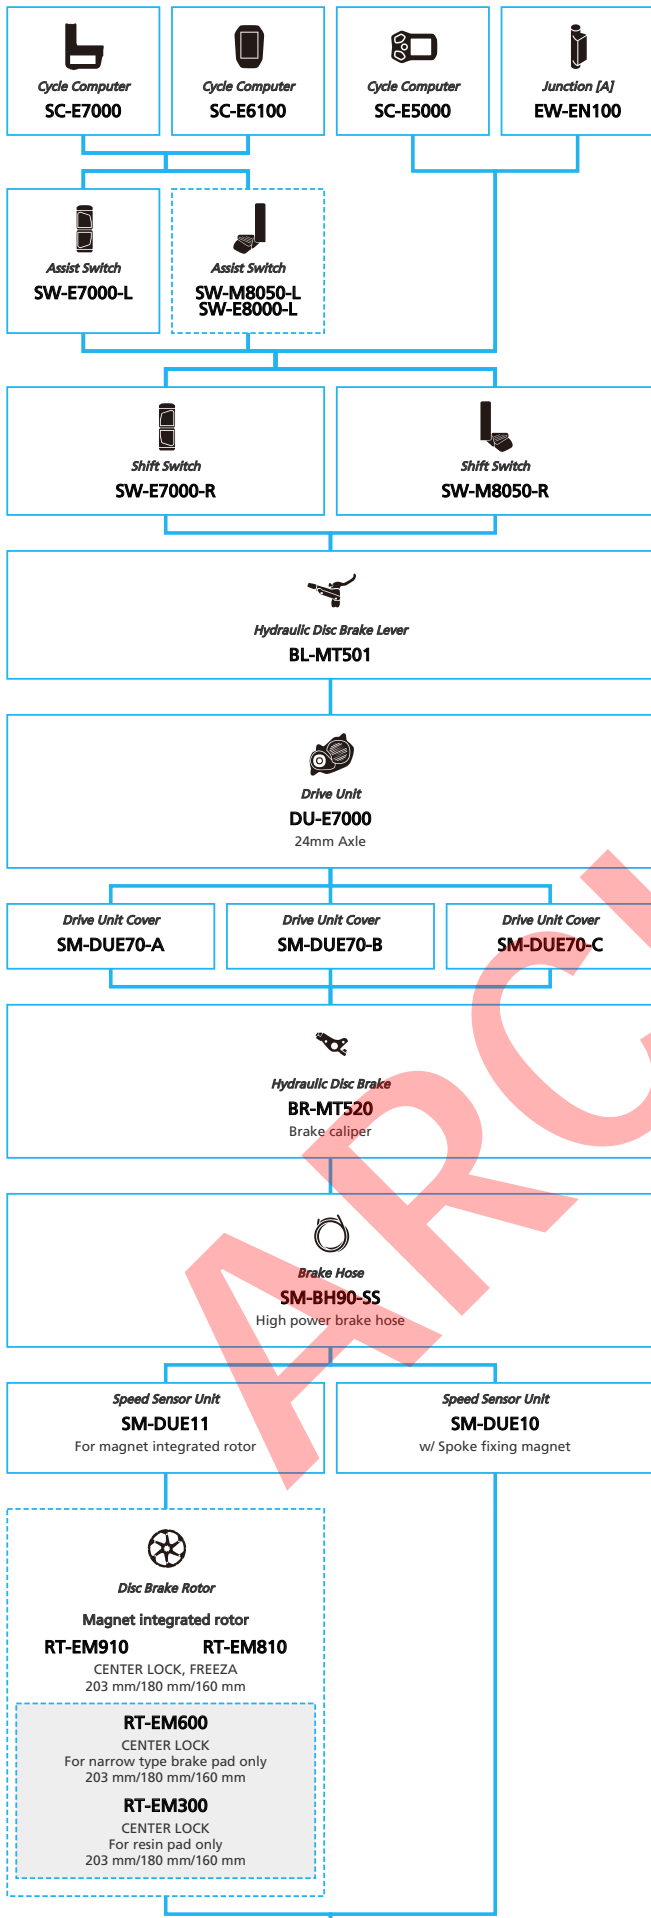 Cycle Computer
SC-E7000
Cycle Computer
SC-E6100
Cycle Computer
SC-E5000
Junction [A]
EW-EN100
Assist Switch
SW-E7000-L
Assist Switch
SW-M8050-L
SW-E8000-L
Shift Switch
SW-E7000-R
Shift Switch
SW-M8050-R
Hydraulic Disc Brake Lever
BL-MT501
Drive Unit
DU-E7000
24mm Axle
Drive Unit Cover
SM-DUE70-A
Drive Unit Cover
SM-DUE70-B
Drive Unit Cover
SM-DUE70-C
Hydraulic Disc Brake
BR-MT520
Brake caliper
Brake Hose
SM-BH90-SS
High power brake hose
Speed Sensor Unit
SM-DUE11
For magnet integrated rotor
Speed Sensor Unit
SM-DUE10
w/ Spoke fixing magnet
Disc Brake Rotor
Magnet integrated rotor
RT-EM910 RT-EM810
CENTER LOCK, FREEZA
203 mm/180 mm/160 mm
RT-EM600
CENTER LOCK
For narrow type brake pad only
203 mm/180 mm/160 mm
RT-EM300
CENTER LOCK
For resin pad only
203 mm/180 mm/160 mm